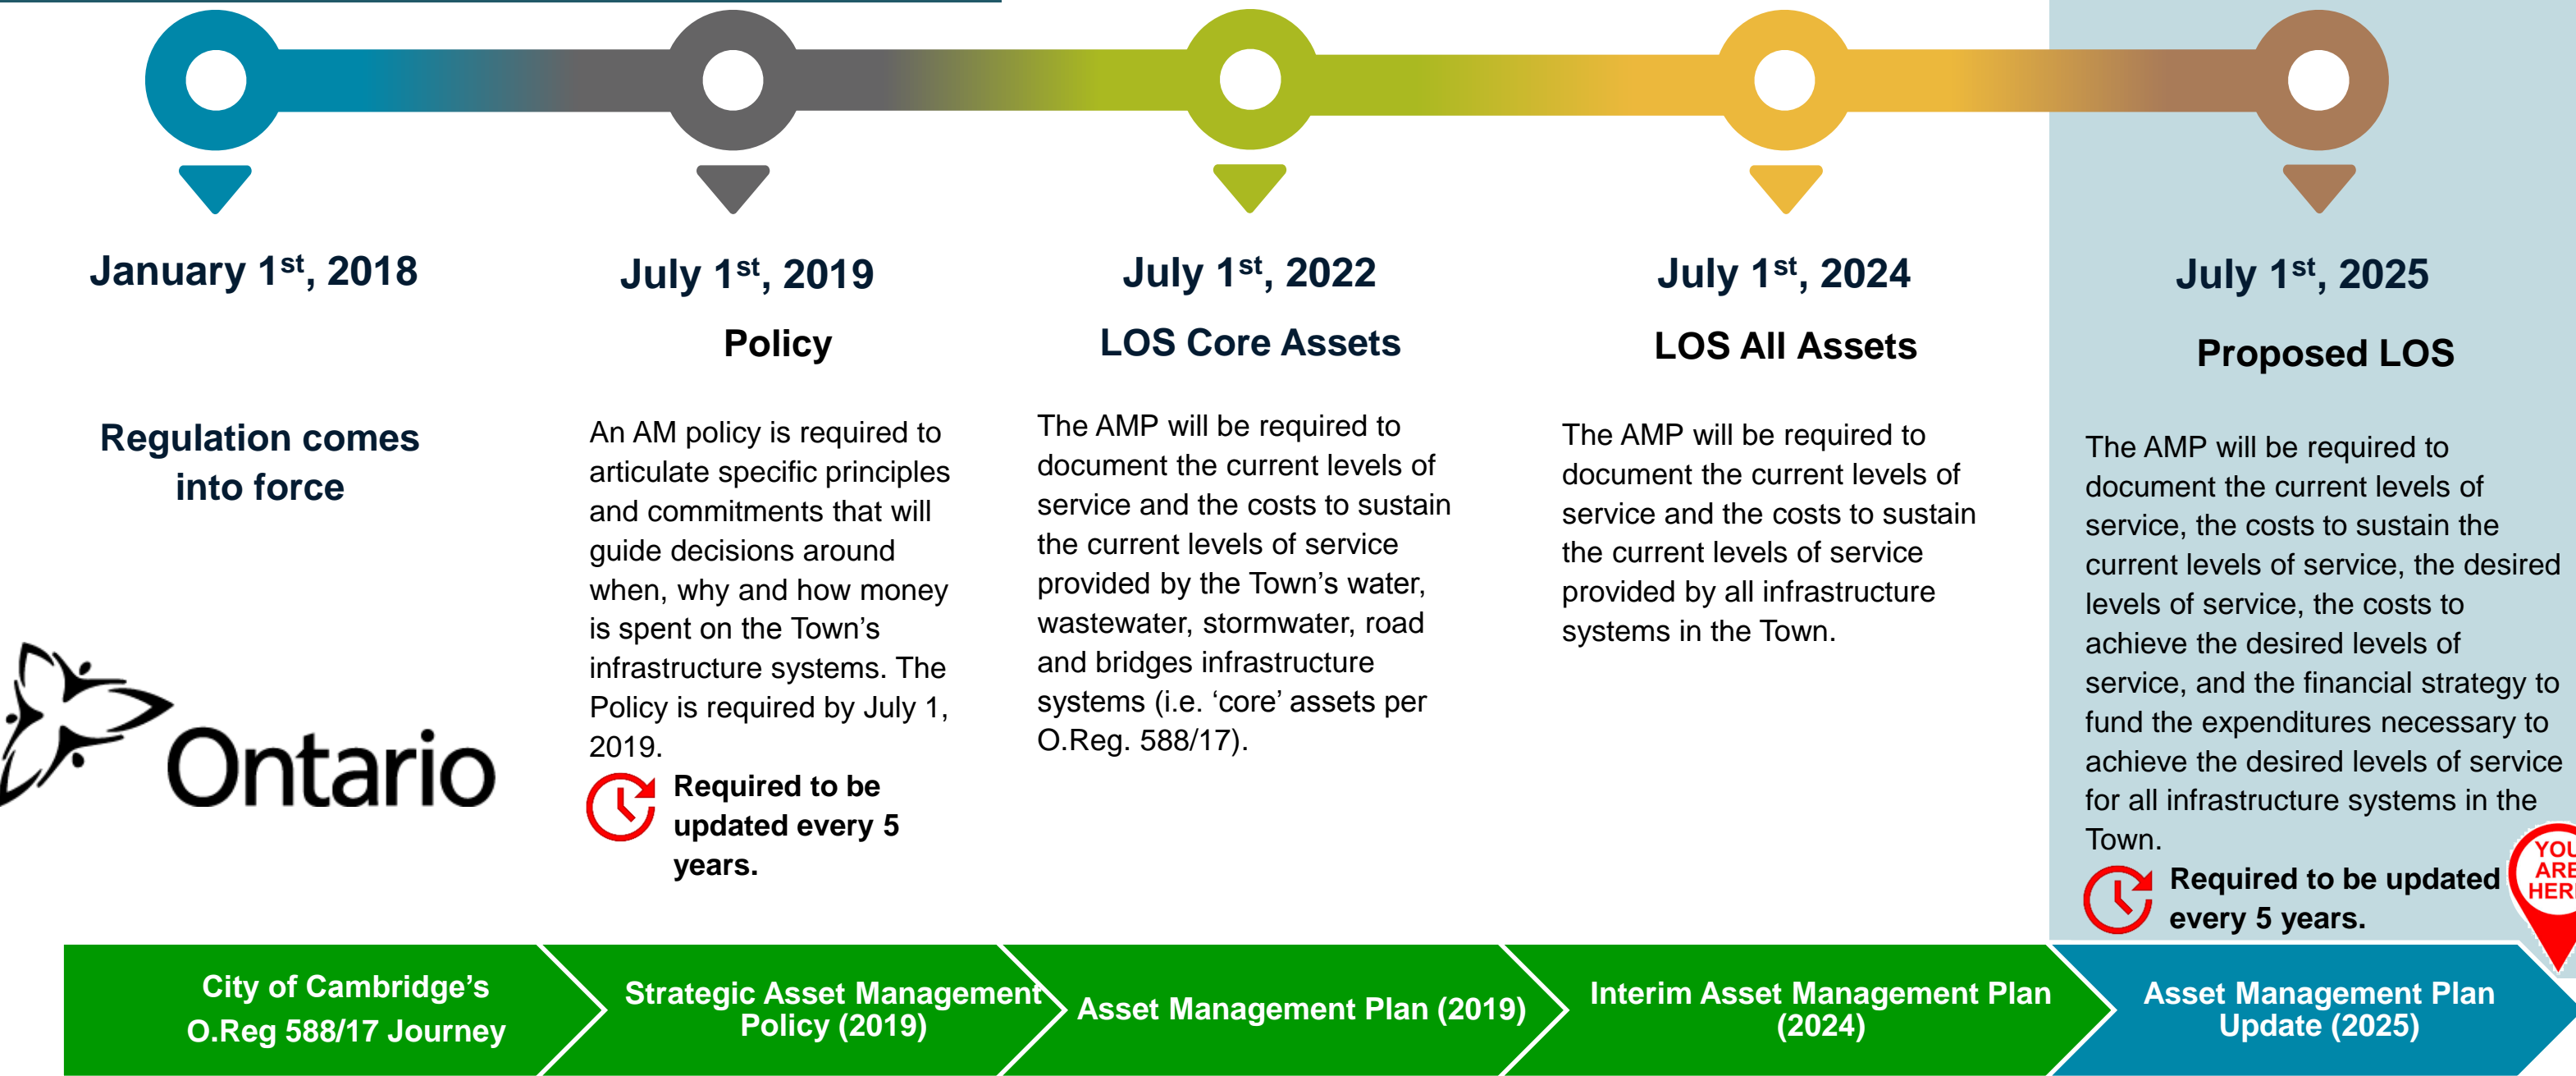 January 1st, 2018
Regulation comes
into force
Ontario
July 1st, 2019
Policy
An AM policy is required to
articulate specific principles
and commitments that will
guide decisions around
when, why and how money
is spent on the Town's
infrastructure systems. The
Policy is required by July 1,
2019.
Required to be
updated every 5
years.
July 1st, 2022
LOS Core Assets
The AMP will be required to
document the current levels of
service and the costs to sustain
the current levels of service
provided by the Town's water,
wastewater, stormwater, road
and bridges infrastructure
systems (i.e. ‘core’ assets per
O.Reg. 588/17).
July 1st, 2024
LOS All Assets
The AMP will be required to
document the current levels of
service and the costs to sustain
the current levels of service
provided by all infrastructure
systems in the Town.
July 1st, 2025
Proposed LOS
The AMP will be required to
document the current levels of
service, the costs to sustain the
current levels of service, the desired
levels of service, the costs to
achieve the desired levels of
service, and the financial strategy to
fund the expenditures necessary to
achieve the desired levels of service
for all infrastructure systems in the
Town.
Required to be updated
every 5 years.
YOU
ARE
HERE
City of Cambridge's
O.Reg 588/17 Journey
Strategic Asset Management
Policy (2019)
Asset Management Plan (2019)
Interim Asset Management Plan
(2024)
Asset Management Plan
Update (2025)